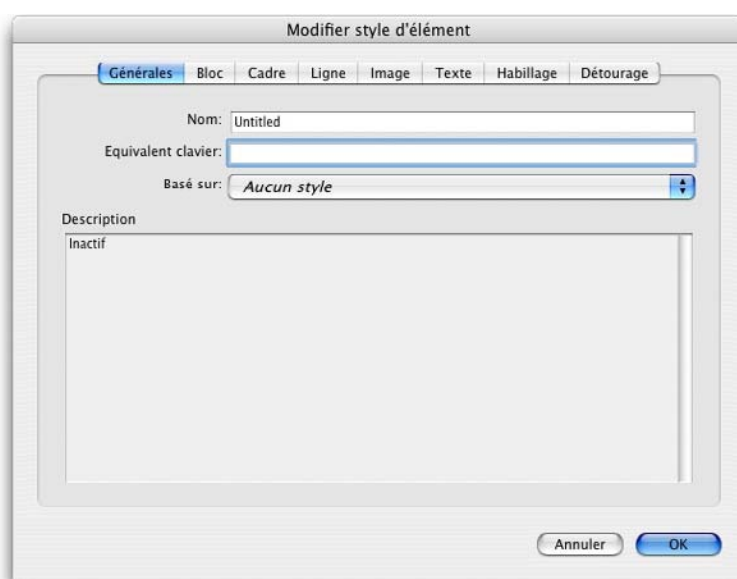 Modifier style d'élément
Générales Bloc Cadre Ligne Image Texte Habillage Détourage
Nom: Untitled
Equivalent clavier:
Basé sur: Aucun style
Description
Inactif
Annuler OK